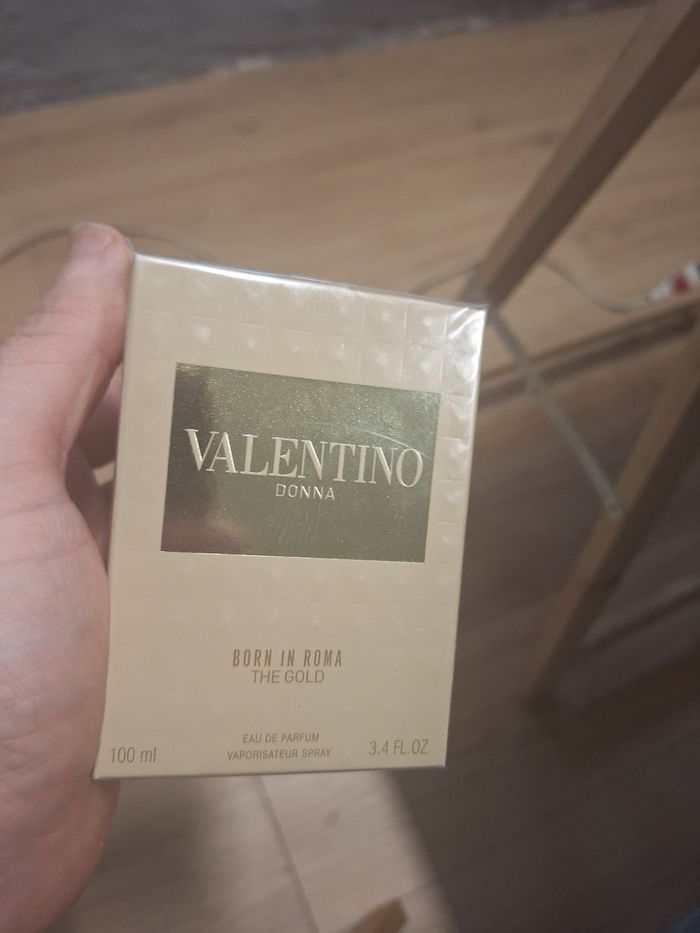 VALENTINO
DONNA
BORN IN ROMA
THE GOLD
EAU DE PARFUM
100 ml VAPORISATEUR SPRAY 3.4 FL.OZ.